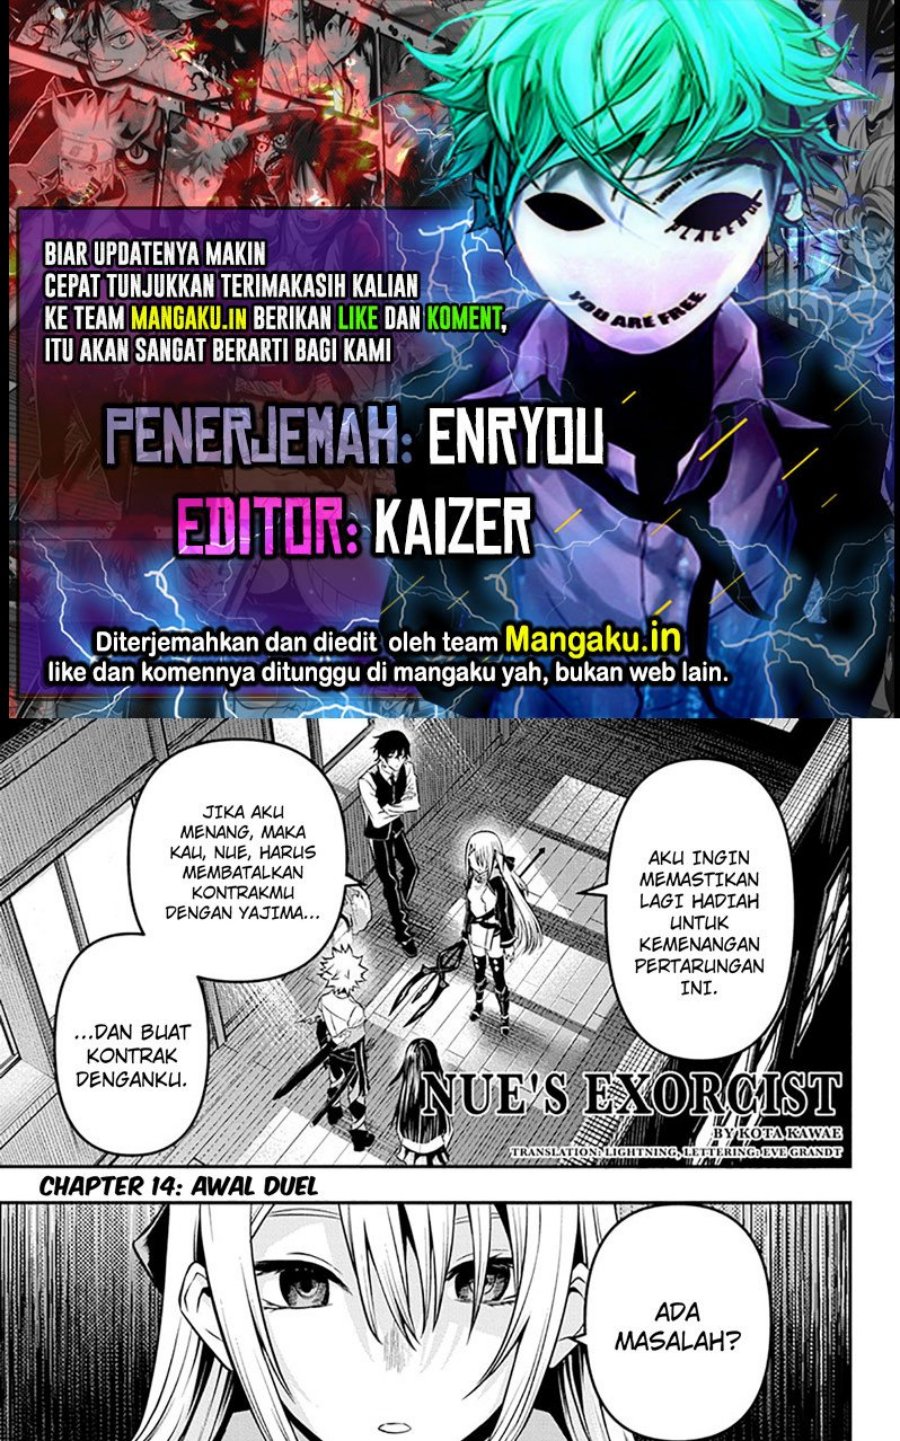 BIAR UPDATENYA MAKIN
CEPAT TUNJUKKAN TERIMAKASIH KALIAN
KE TEAM MANGAKU.IN BERIKAN LIKE DAN KOMENT,
ITU AKAN SANGAT BERARTI BAGI KAMI
PLACEBU
YOU ARE FREE
PENERJEMAH: ENRYOU
EDITOR: KAIZER
Diterjemahkan dan diedit oleh team Mangaku.in
like dan komennya ditunggu di mangaku yah, bukan web lain.
AKU INGIN
MEMASTIKAN
LAGI HADIAH
UNTUK
KEMENANGAN
PERTARUNGAN
INI.
JIKA AKU
MENANG, MAKA
KAU, NUE, HARUS
MEMBATALKAN
KONTRAKMU
DENGAN YAJIMA...
...DAN BUAT
KONTRAK
DENGANKU.
NUE'S EXORCIST
BY KOTA KAWAE
TRANSLATION: LIGHTNING, LETTERING: EVE GRANDT
CHAPTER 14: AWAL DUEL
ADA
MASALAH?